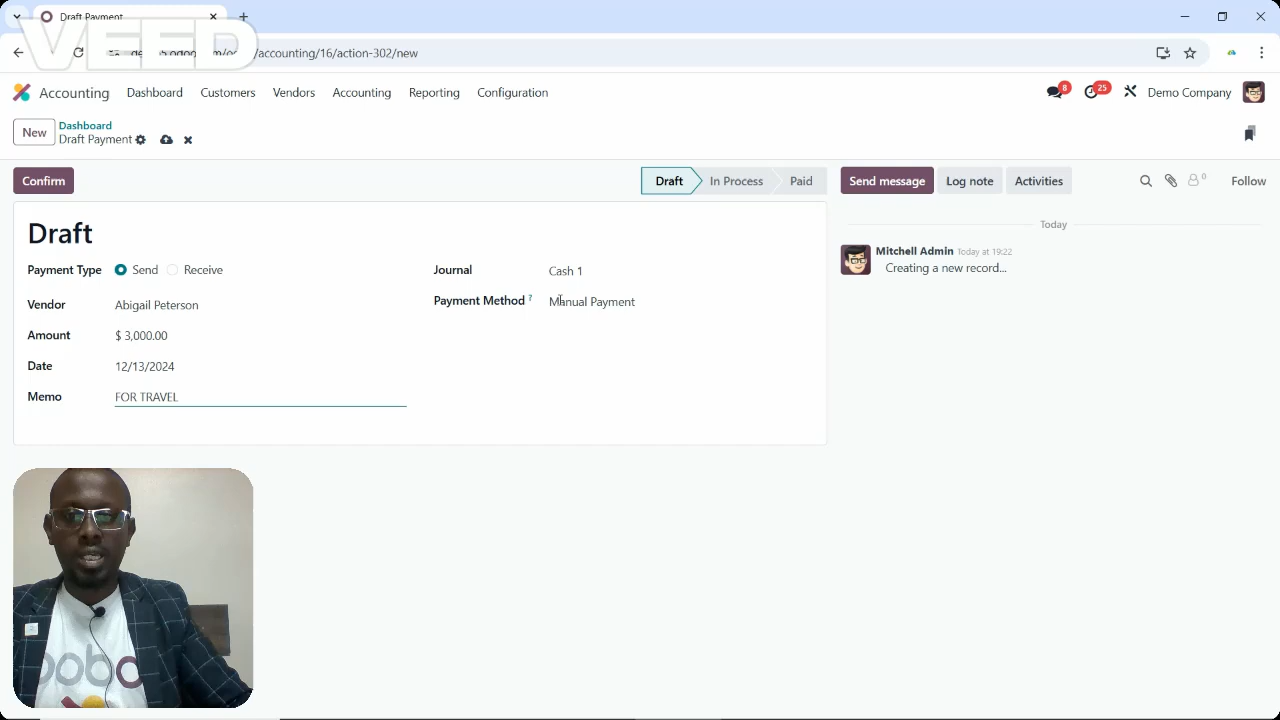 Draft Payment
VEED
/accounting/16/action-302/new
Accounting Dashboard Customers Vendors Accounting Reporting Configuration
8 25 Demo Company
New Dashboard
Draft Payment
Confirm Draft In Process Paid Send message Log note Activities 0 Follow
Draft
Today
Payment Type Send Receive
Journal Cash 1
Mitchell Admin Today at 19:22
Creating a new record...
Vendor Abigail Peterson
Payment Method ? Manual Payment
Amount $ 3,000.00
Date 12/13/2024
Memo FOR TRAVEL